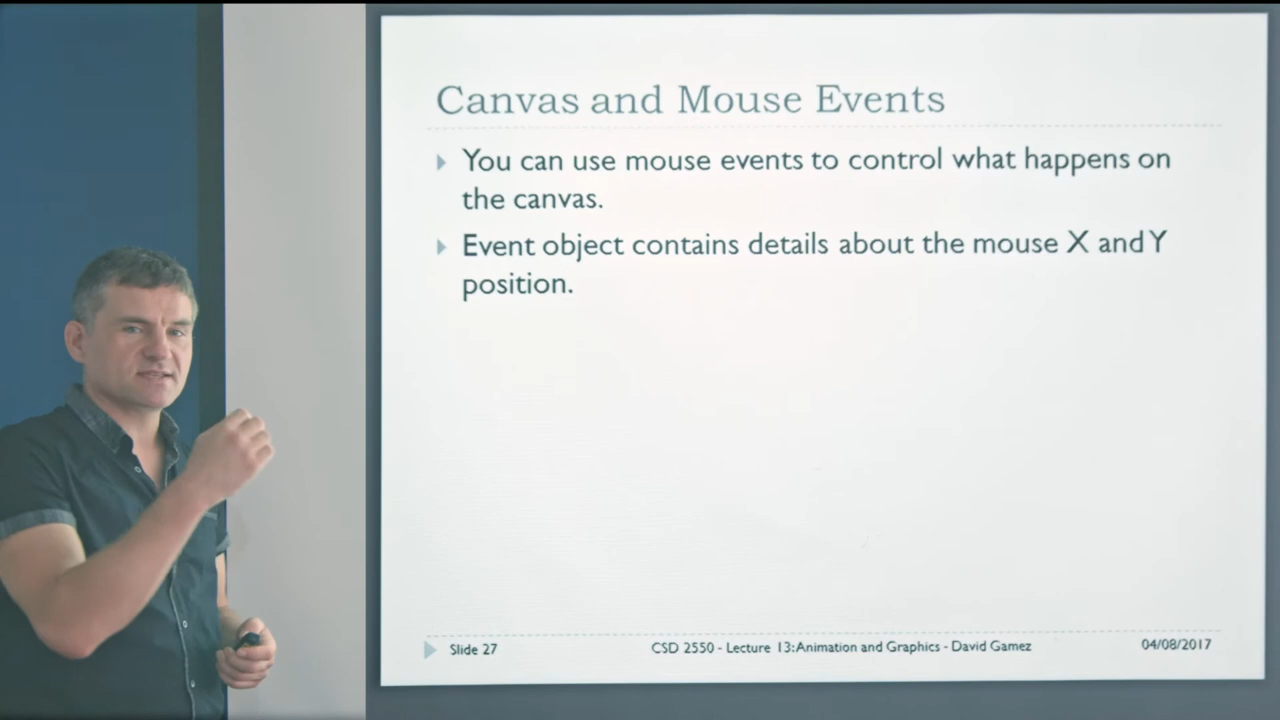 Canvas and Mouse Events
You can use mouse events to control what happens on
the canvas.
Event object contains details about the mouse X and Y
position.
Slide 27
CSD 2550 - Lecture 13:Animation and Graphics - David Gamez
04/08/2017